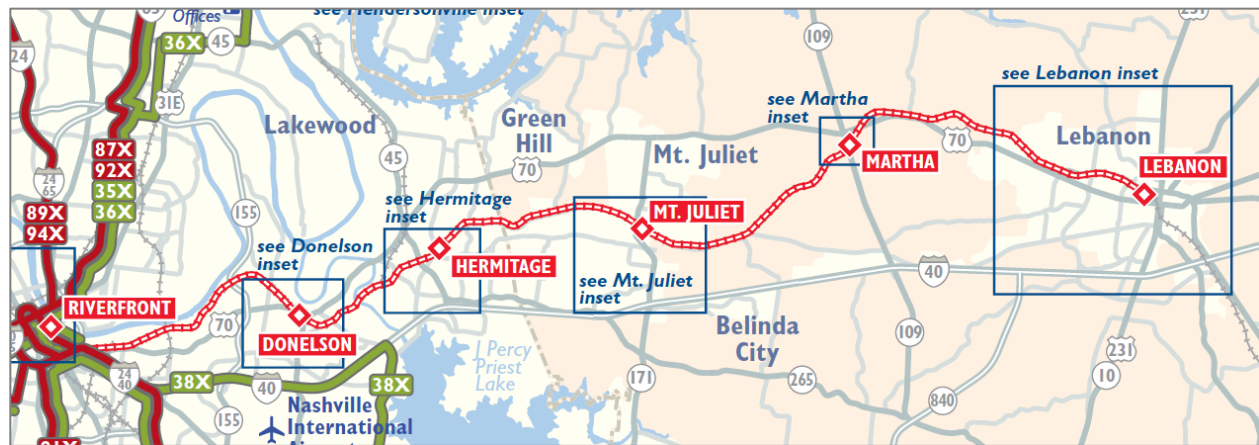 see Hendersonville inset
Offices
36X
45
24
31E
109
231
see Lebanon inset
see Martha
inset
Green
Hill
Lakewood
Lebanon
87X
92X
35X
36X
45
70
Mt. Juliet
MARTHA
70
LEBANON
24
65
89X
94X
155
see Hermitage
inset
MT. JULIET
see Donelson
inset
HERMITAGE
40
see Mt. Juliet
inset
RIVERFRONT
70
DONELSON
Belinda
City
109
J Percy
Priest
Lake
24
40
38X
40
38X
171
265
231
10
840
155
Nashville
International